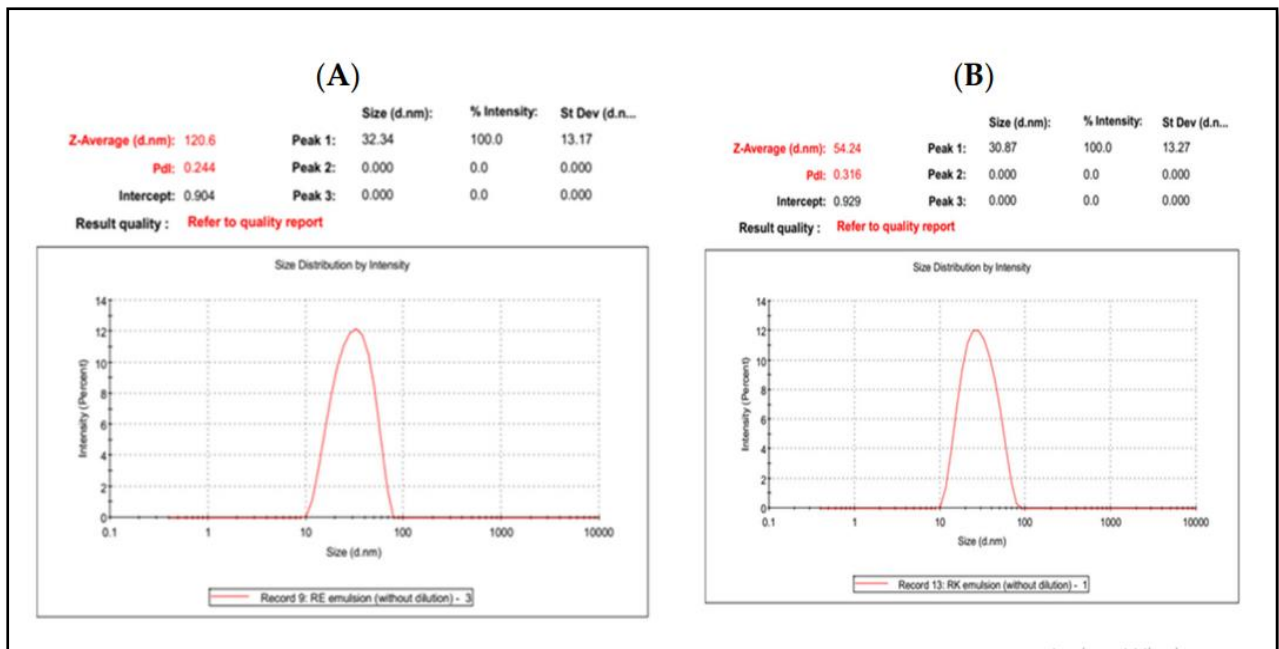 (A)
Size (d.nm): % Intensity: St Dev (d.n...
Z-Average (d.nm): 120.6 Peak 1: 32.34 100.0 13.17
PdI: 0.244 Peak 2: 0.000 0.0 0.000
Intercept: 0.904 Peak 3: 0.000 0.0 0.000
Result quality : Refer to quality report
Size Distribution by Intensity
Intensity (Percent)
14
12
10
8
6
4
2
0
0.1 1 10 100 1000 10000
Size (d.nm)
Record 9: RE emulsion (without dilution) - 3
(B)
Size (d.nm): % Intensity: St Dev (d.n...
Z-Average (d.nm): 54.24 Peak 1: 30.87 100.0 13.27
PdI: 0.316 Peak 2: 0.000 0.0 0.000
Intercept: 0.929 Peak 3: 0.000 0.0 0.000
Result quality : Refer to quality report
Size Distribution by Intensity
Intensity (Percent)
14
12
10
8
6
4
2
0
0.1 1 10 100 1000 10000
Size (d.nm)
Record 13: RK emulsion (without dilution) - 1